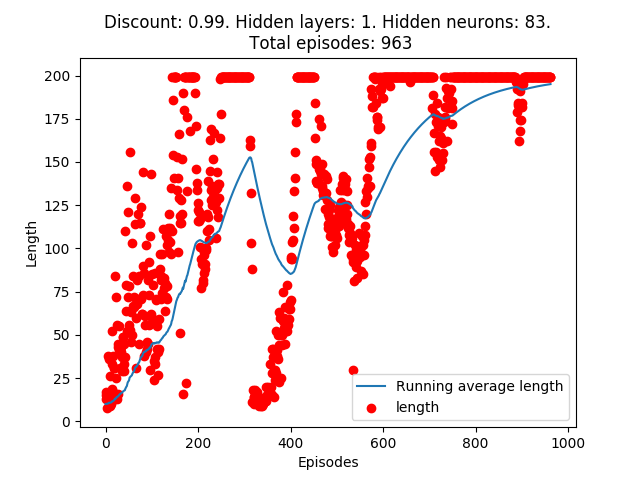 Discount: 0.99. Hidden layers: 1. Hidden neurons: 83.
Total episodes: 963
200
175
150
125
100
75
50
25
0
Length
0 200 400 600 800 1000
Episodes
Running average length
length